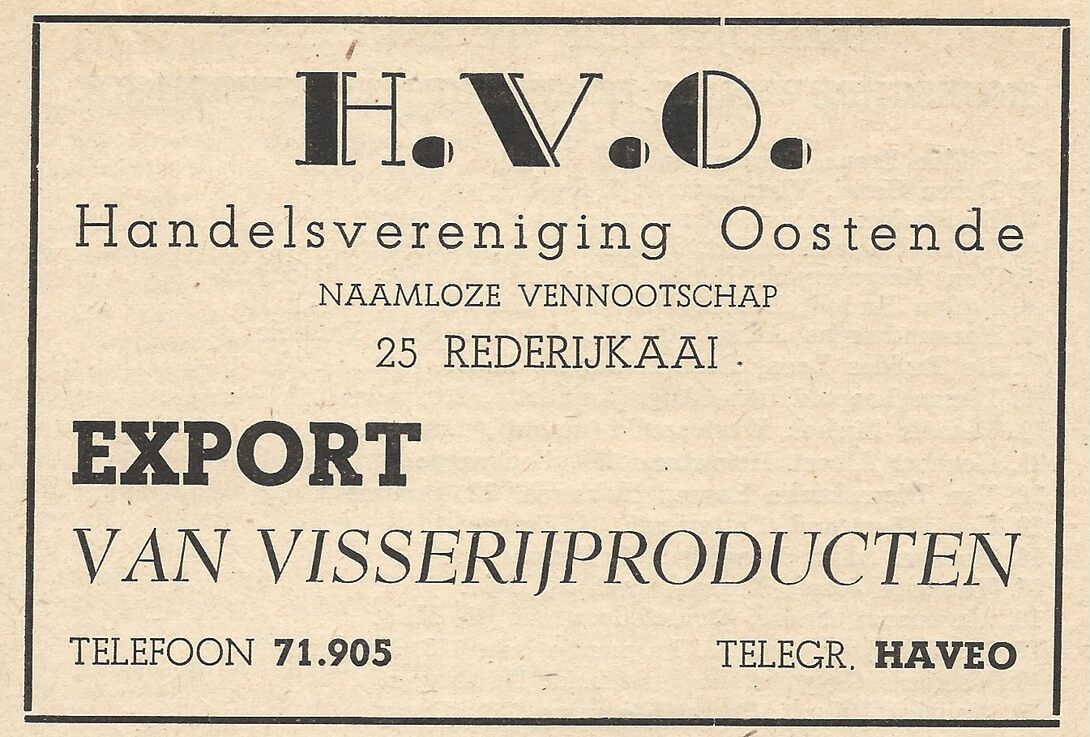 H.V.O.
Handelsvereniging Oostende
NAAMLOZE VENNOOTSCHAP
25 REDERIJKAAI.
EXPORT
VAN VISSERIJPRODUCTEN
TELEFOON 71.905 TELEGR. HAVEO